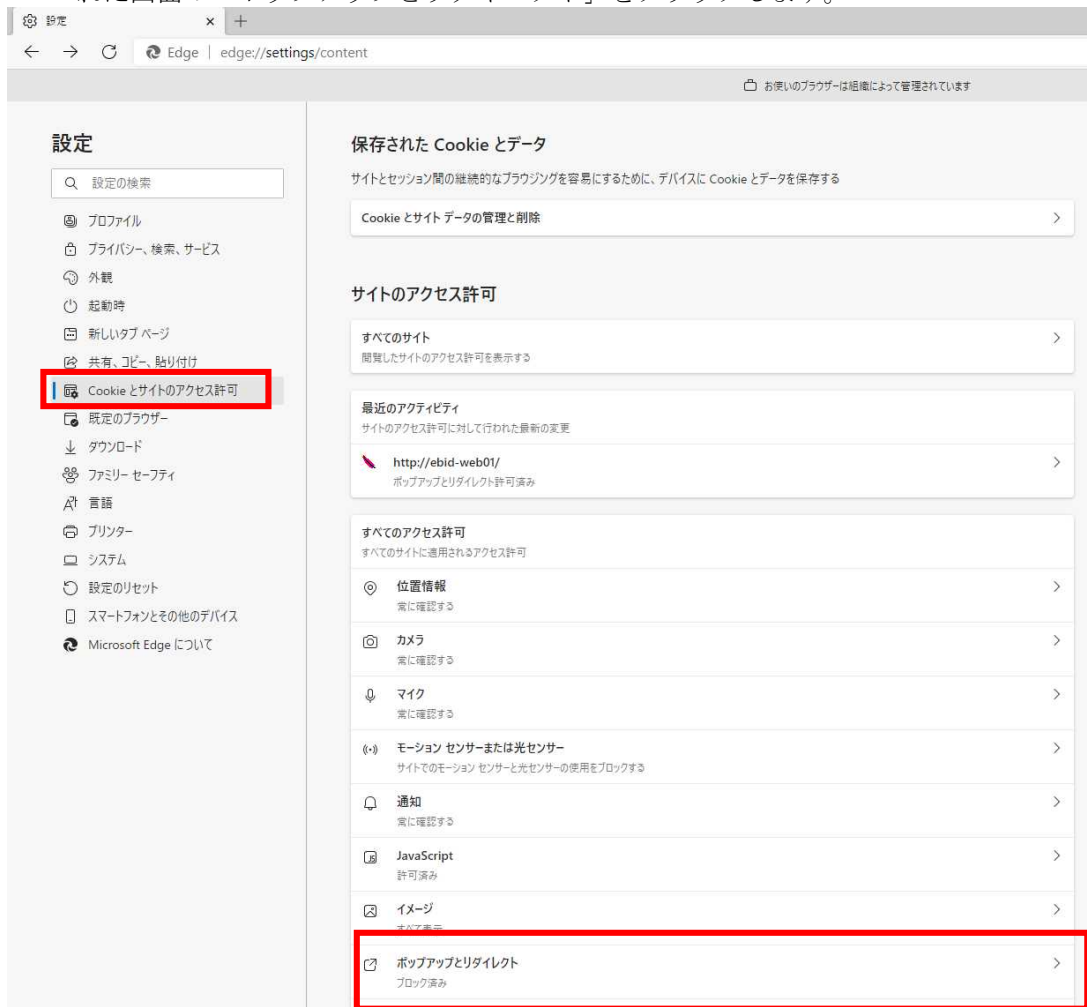 設定
Edge | edge://settings/content
お使いのブラウザーは組織によって管理されています
設定
設定の検索
プロファイル
プライバシー、検索、サービス
外観
起動時
新しいタブ ページ
共有、コピー、貼り付け
Cookie とサイトのアクセス許可
既定のブラウザー
ダウンロード
ファミリー セーフティ
言語
プリンター
システム
設定のリセット
スマートフォンとその他のデバイス
Microsoft Edge について
保存された Cookie とデータ
サイトとセッション間の継続的なブラウジングを容易にするために、デバイスに Cookie とデータを保存する
Cookie とサイト データの管理と削除
サイトのアクセス許可
すべてのサイト
閲覧したサイトのアクセス許可を表示する
最近のアクティビティ
サイトのアクセス許可に対して行われた最新の変更
http://ebid-web01/
ポップアップとリダイレクト許可済み
すべてのアクセス許可
すべてのサイトに適用されるアクセス許可
位置情報
常に確認する
カメラ
常に確認する
マイク
常に確認する
モーション センサーまたは光センサー
サイトでのモーション センサーと光センサーの使用をブロックする
通知
常に確認する
JavaScript
許可済み
イメージ
すべて表示
ポップアップとリダイレクト
ブロック済み